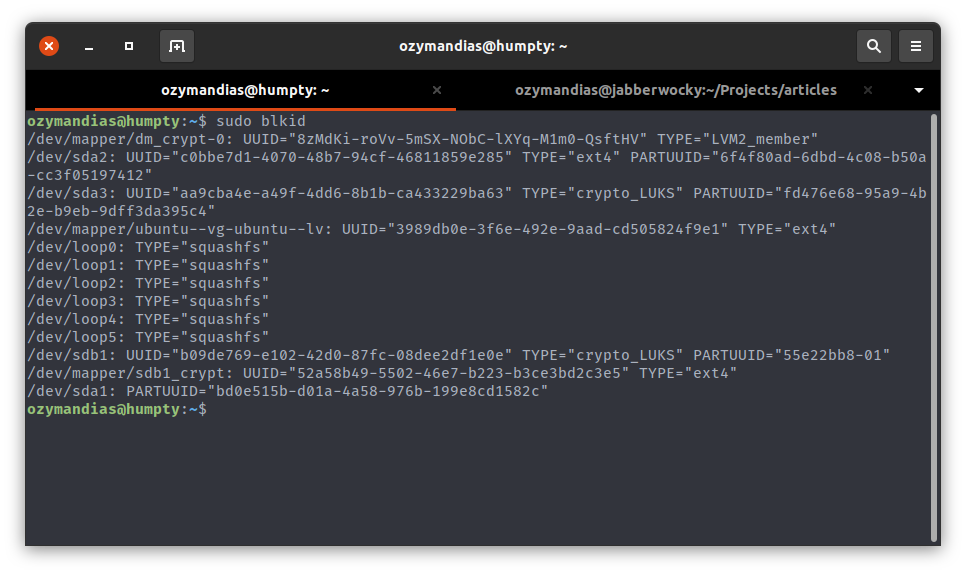 ozymandias@humpty: ~
ozymandias@humpty: ~
ozymandias@jabberwocky:~/Projects/articles
ozymandias@humpty:~$ sudo blkid
/dev/mapper/dm_crypt-0: UUID="8zMdKi-roVv-5mSX-NObC-lXYq-M1m0-QsftHV" TYPE="LVM2_member"
/dev/sda2: UUID="c0bbe7d1-4070-48b7-94cf-46811859e285" TYPE="ext4" PARTUUID="6f4f80ad-6dbd-4c08-b50a
-cc3f05197412"
/dev/sda3: UUID="aa9cba4e-a49f-4dd6-8b1b-ca433229ba63" TYPE="crypto_LUKS" PARTUUID="fd476e68-95a9-4b
2e-b9eb-9dff3da395c4"
/dev/mapper/ubuntu--vg-ubuntu--lv: UUID="3989db0e-3f6e-492e-9aad-cd505824f9e1" TYPE="ext4"
/dev/loop0: TYPE="squashfs"
/dev/loop1: TYPE="squashfs"
/dev/loop2: TYPE="squashfs"
/dev/loop3: TYPE="squashfs"
/dev/loop4: TYPE="squashfs"
/dev/loop5: TYPE="squashfs"
/dev/sdb1: UUID="b09de769-e102-42d0-87fc-08dee2df1e0e" TYPE="crypto_LUKS" PARTUUID="55e22bb8-01"
/dev/mapper/sdb1_crypt: UUID="52a58b49-5502-46e7-b223-b3ce3bd2c3e5" TYPE="ext4"
/dev/sda1: PARTUUID="bd0e515b-d01a-4a58-976b-199e8cd1582c"
ozymandias@humpty:~$